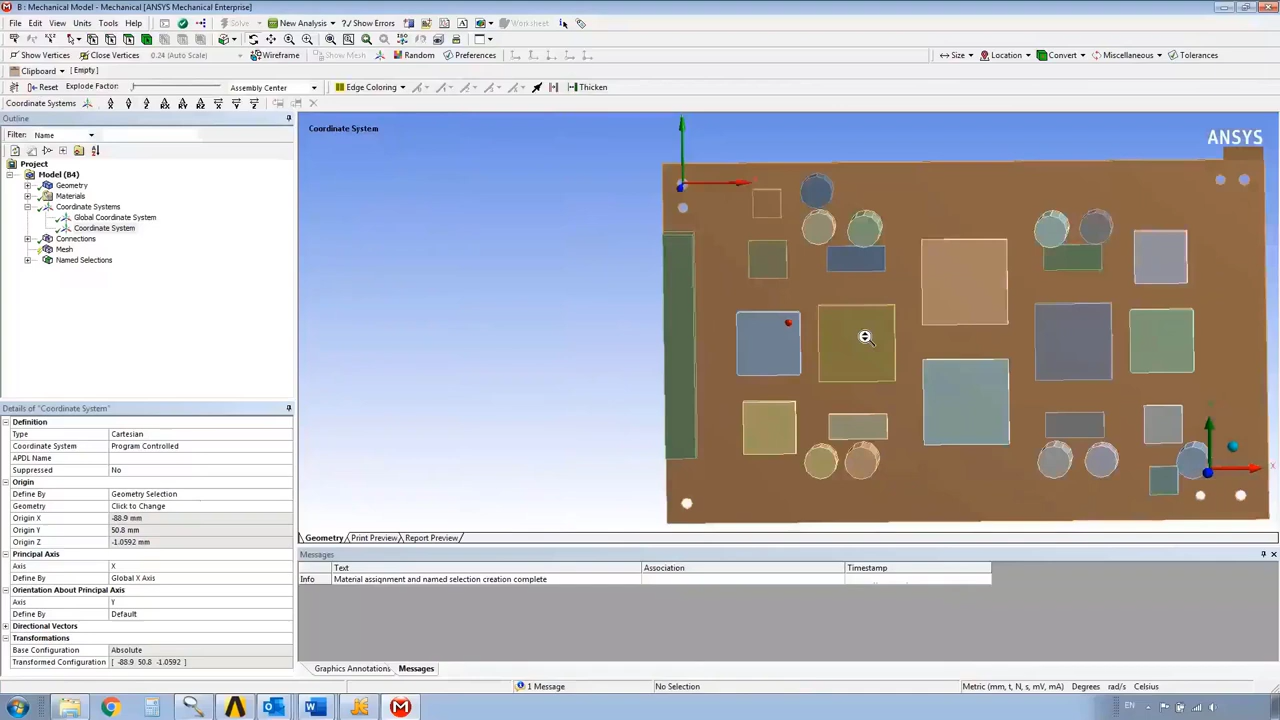 B : Mechanical Model - Mechanical [ANSYS Mechanical Enterprise]
File Edit View Units Tools Help Solve New Analysis Show Errors Worksheet
Show Vertices Close Vertices 0.24 (Auto Scale) Wireframe Show Mesh Random Preferences Size Location Convert Miscellaneous Tolerances
Clipboard [ Empty ]
Reset Explode Factor: Assembly Center Edge Coloring Thicken
Coordinate Systems
Outline
Filter: Name
Project
Model (B4)
Geometry
Materials
Coordinate Systems
Global Coordinate System
Coordinate System
Connections
Mesh
Named Selections
Details of "Coordinate System"
Definition
Type Cartesian
Coordinate System Program Controlled
APDL Name
Suppressed No
Origin
Define By Geometry Selection
Geometry Click to Change
Origin X -88.9 mm
Origin Y 50.8 mm
Origin Z -1.0592 mm
Principal Axis
Axis X
Define By Global X Axis
Orientation About Principal Axis
Axis Y
Define By Default
Directional Vectors
Transformations
Base Configuration Absolute
Transformed Configuration [ -88.9 50.8 -1.0592 ]
Coordinate System
ANSYS
X
Geometry Print Preview Report Preview
Messages
Text Association Timestamp
Info Material assignment and named selection creation complete
Graphics Annotations Messages
1 Message No Selection Metric (mm, t, N, s, mV, mA) Degrees rad/s Celsius
EN